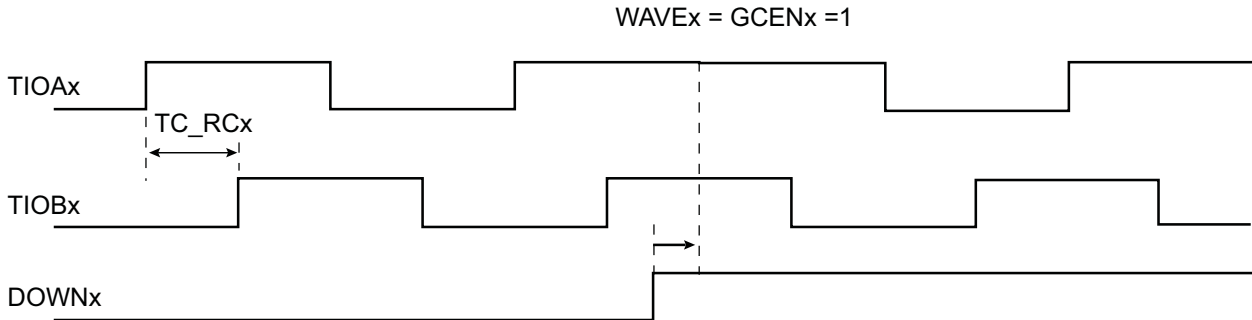 WAVEx = GCENx =1
TIOAx
TC_RCx
TIOBx
DOWNx